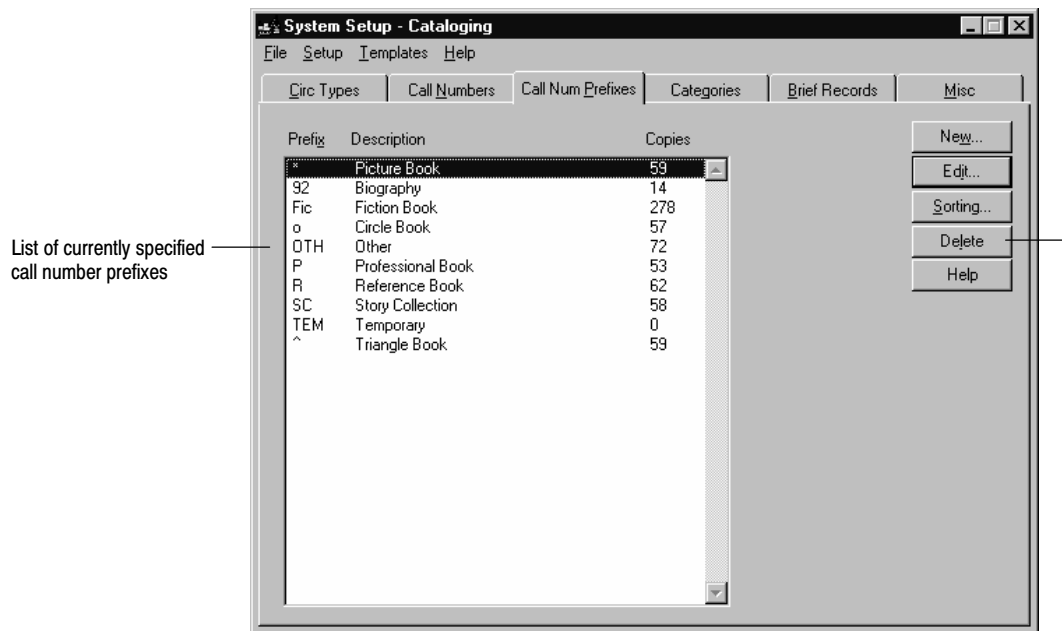 System Setup - Cataloging
File Setup Templates Help
Circ Types Call Numbers Call Num Prefixes Categories Brief Records Misc
Prefix Description Copies
* Picture Book 59
92 Biography 14
Fic Fiction Book 278
o Circle Book 57
OTH Other 72
P Professional Book 53
R Reference Book 62
SC Story Collection 58
TEM Temporary 0
^ Triangle Book 59
New...
Edit...
Sorting...
Delete
Help
List of currently specified
call number prefixes